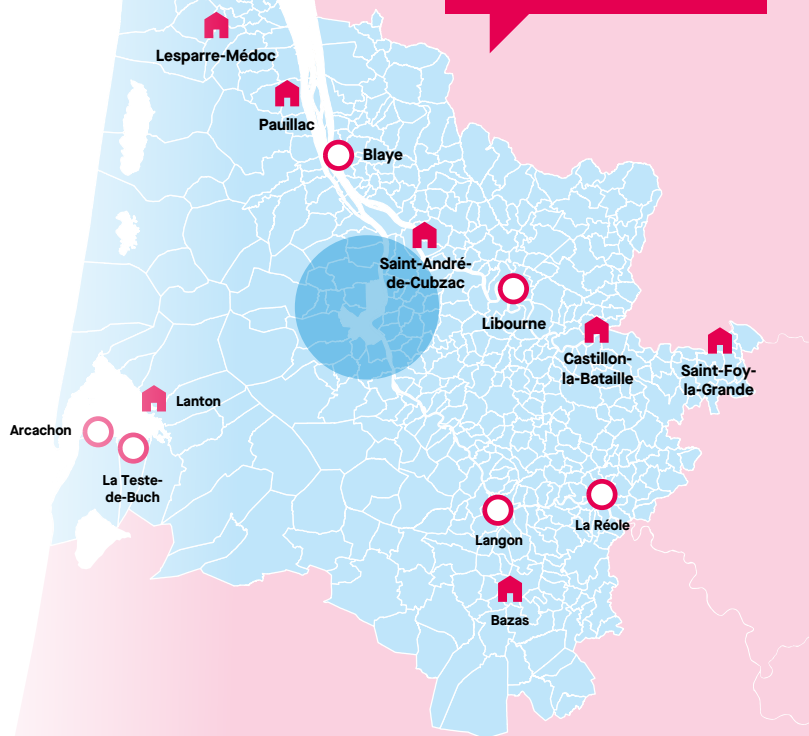 Lesparre-Médoc
Pauillac
Blaye
Saint-André-
de-Cubzac
Libourne
Castillon-
la-Bataille
Saint-Foy-
la-Grande
Lanton
Arcachon
La Teste-
de-Buch
Langon
La Réole
Bazas